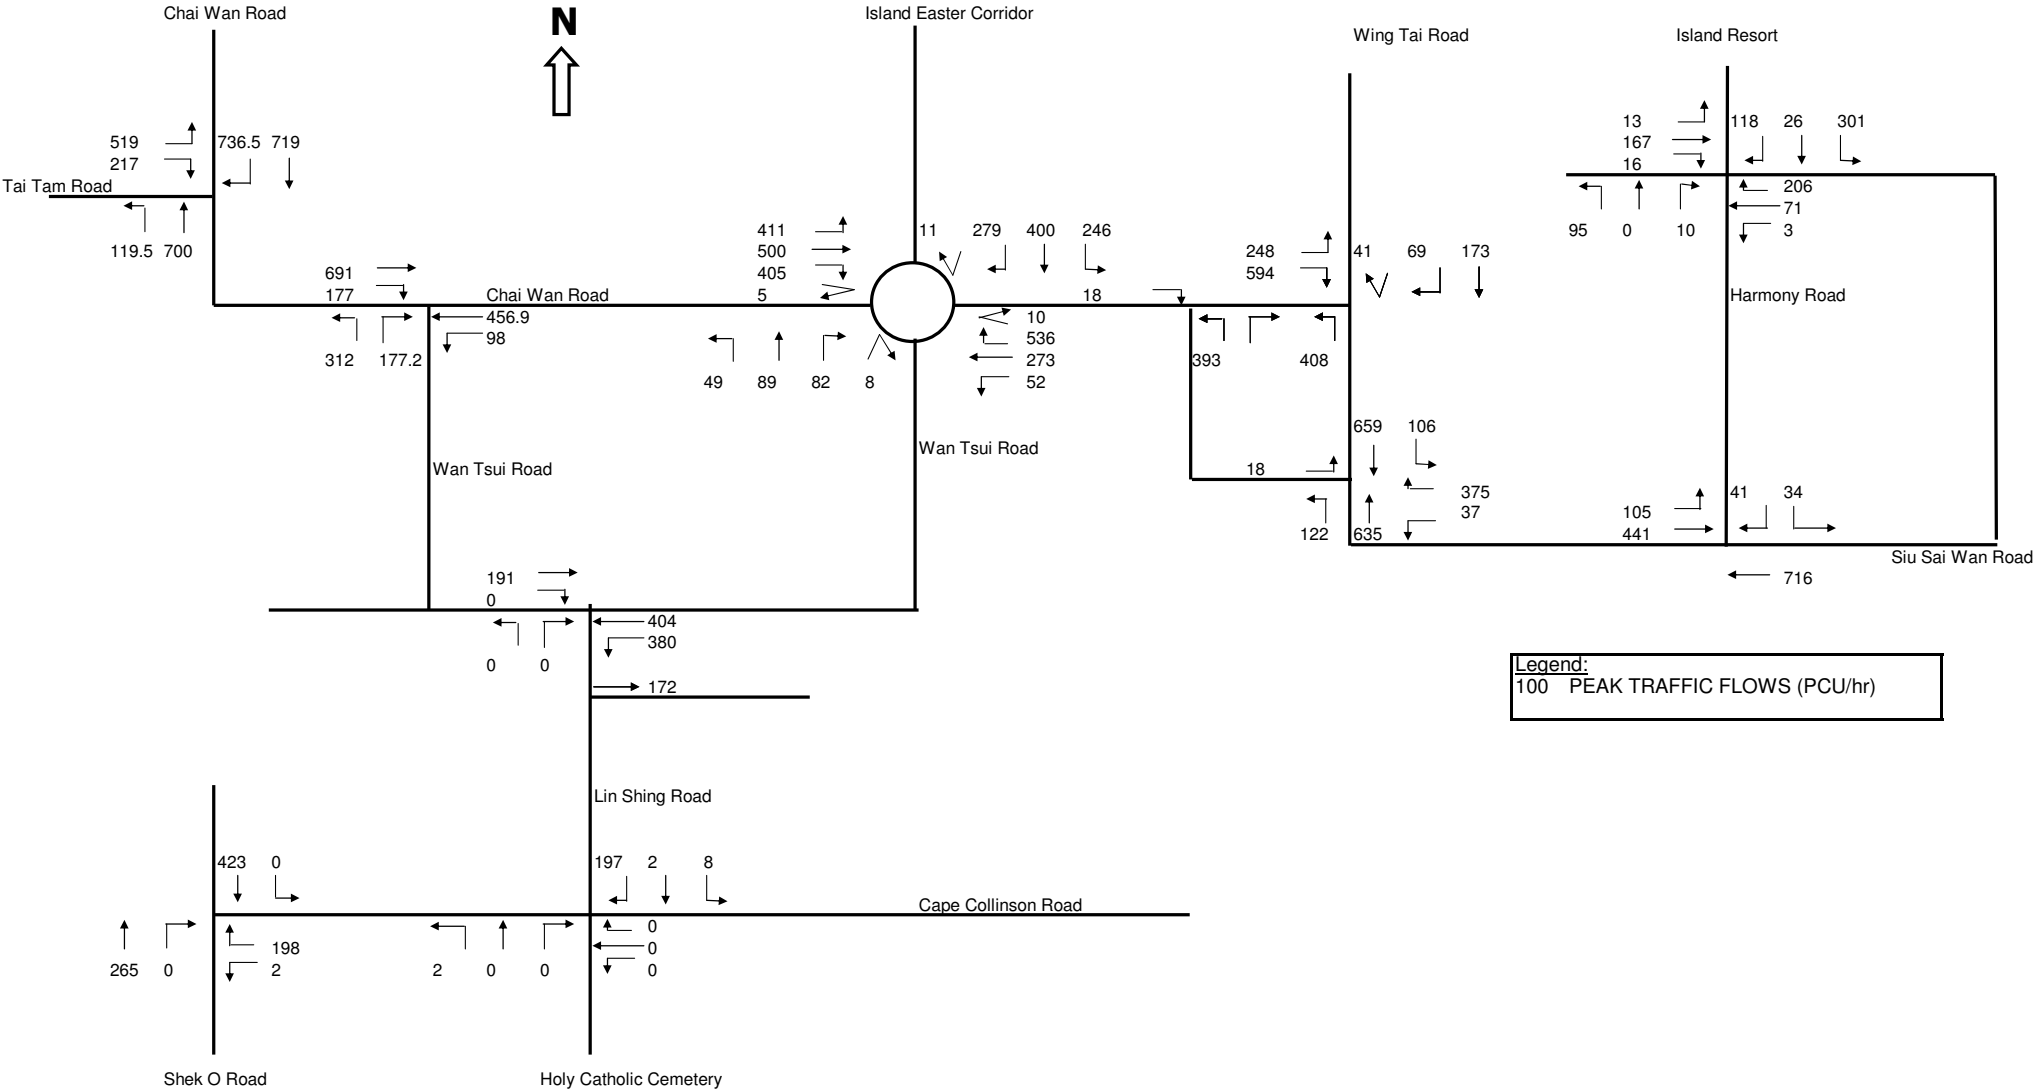 Chai Wan Road
N
Island Easter Corridor
Wing Tai Road
Island Resort
519
217
736.5 719
Tai Tam Road
119.5 700
13
167
16
118 26 301
206
71
3
95 0 10
691
177
Chai Wan Road
456.9
98
312 177.2
411
500
405
5
11 279 400 246
18
10
536
273
52
49 89 82 8
248
594
41 69 173
393 408
Harmony Road
Wan Tsui Road
Wan Tsui Road
659 106
18
375
37
122 635
105
441
41 34
Siu Sai Wan Road
716
191
0
404
380
0 0
172
Legend:
100 PEAK TRAFFIC FLOWS (PCU/hr)
Lin Shing Road
423 0
197 2 8
Cape Collinson Road
198
2
265 0
0
0
0
2 0 0
Shek O Road
Holy Catholic Cemetery